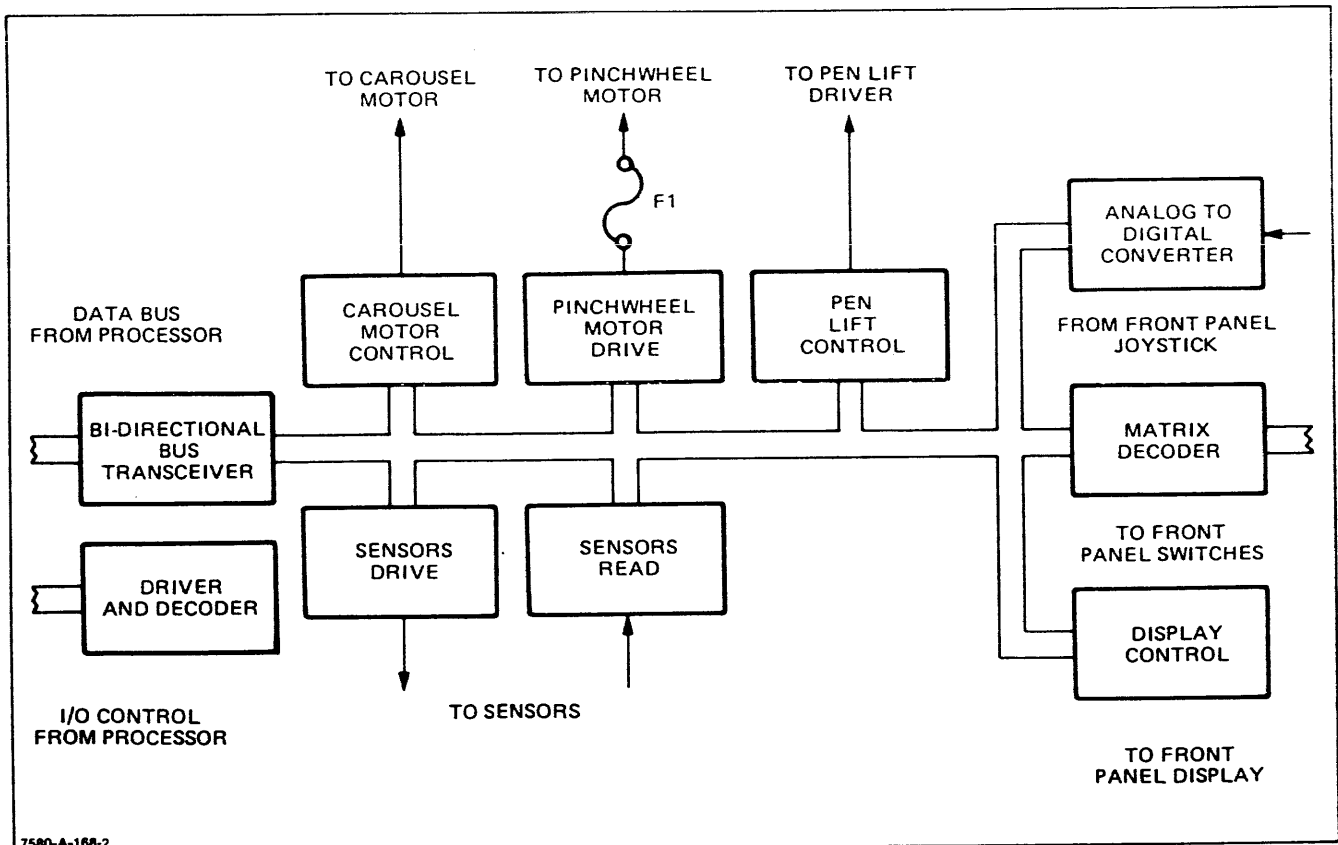 TO CAROUSEL
MOTOR
TO PINCHWHEEL
MOTOR
TO PEN LIFT
DRIVER
F1
ANALOG TO
DIGITAL
CONVERTER
CAROUSEL
MOTOR
CONTROL
PINCHWHEEL
MOTOR
DRIVE
PEN
LIFT
CONTROL
DATA BUS
FROM PROCESSOR
FROM FRONT PANEL
JOYSTICK
BI-DIRECTIONAL
BUS
TRANSCEIVER
MATRIX
DECODER
SENSORS
DRIVE
SENSORS
READ
TO FRONT
PANEL SWITCHES
DRIVER
AND DECODER
DISPLAY
CONTROL
I/O CONTROL
FROM PROCESSOR
TO SENSORS
TO FRONT
PANEL DISPLAY
7580-A-168-2